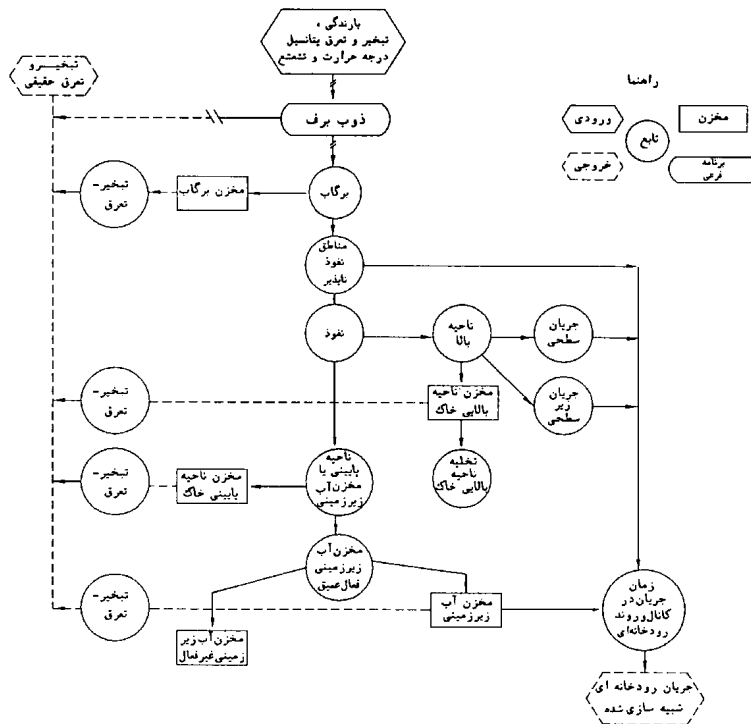 بارندگی ،
تبخیر و تعرق پتانسیل
درجه حرارت و تشعشع
تبخیـــرو
تعرق حقیقی
راهنما
ورودی
مخزن
تابع
خروجی
برنامه
فرعی
ذوب برف
برگاب
مخزن برگاب
تبخیر-
تعرق
مناطق
نفوذ
ناپذیر
نفوذ
ناحیه
بالا
جریان
سطحی
جریان
زیر
سطحی
مخزن ناحیه
بالایی خاک
تبخیر-
تعرق
تخلیه
ناحیه
بالایی خاک
ناحیه
پایینی یا
مخزن آب
زیرزمینی
مخزن ناحیه
پایینی خاک
تبخیر-
تعرق
مخزن آب
زیرزمینی
فعال عمیق
مخزن آب
زیرزمینی
تبخیر-
تعرق
مخزن آب زیر
زمینی غیرفعال
زمان
جریان در
کانال و روند
رودخانه‌ای
جریان رودخانه ای
شبیه سازی شده